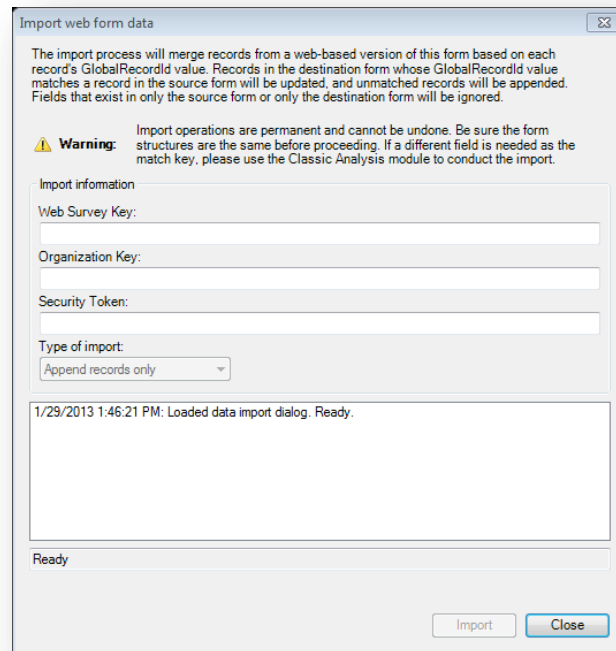 Import web form data
The import process will merge records from a web-based version of this form based on each
record's GlobalRecordId value. Records in the destination form whose GlobalRecordId value
matches a record in the source form will be updated, and unmatched records will be appended.
Fields that exist in only the source form or only the destination form will be ignored.
Warning:
Import operations are permanent and cannot be undone. Be sure the form
structures are the same before proceeding. If a different field is needed as the
match key, please use the Classic Analysis module to conduct the import.
Import information
Web Survey Key:
Organization Key:
Security Token:
Type of import:
Append records only
1/29/2013 1:46:21 PM: Loaded data import dialog. Ready.
Ready
Import
Close